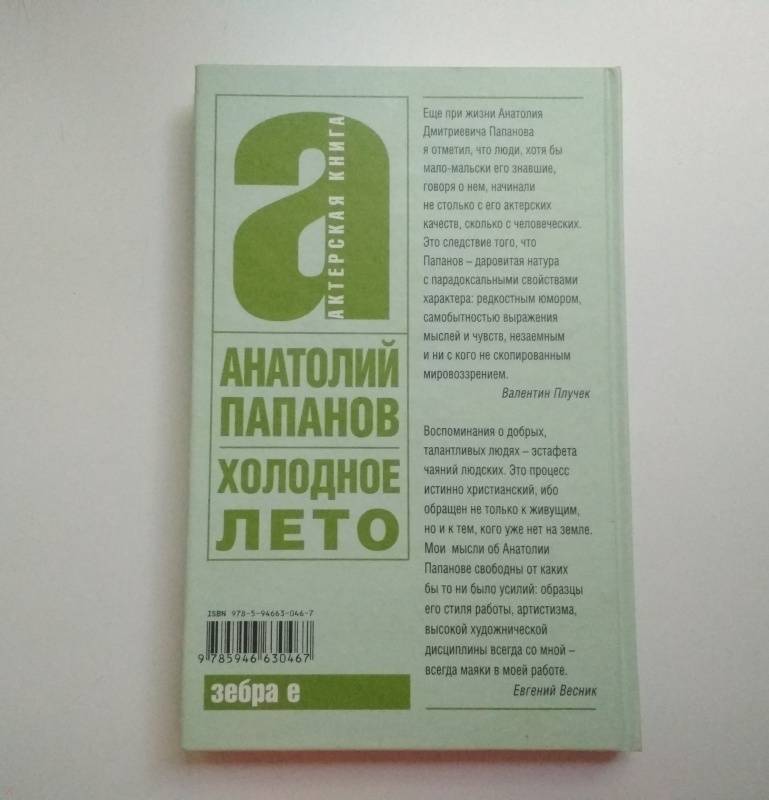 а
АКТЕРСКАЯ КНИГА
АНАТОЛИЙ
ПАПАНОВ
ХОЛОДНОЕ
ЛЕТО
ISBN 978-5-94663-046-7
9 785946 630467
зебра е
Еще при жизни Анатолия
Дмитриевича Папанова
я отметил, что люди, хотя бы
мало-мальски его знавшие,
говоря о нем, начинали
не столько с его актерских
качеств, сколько с человеческих.
Это следствие того, что
Папанов – даровитая натура
с парадоксальными свойствами
характера: редкостным юмором,
самобытностью выражения
мыслей и чувств, незаемным
и ни с кого не скопированным
мировоззрением.
Валентин Плучек
Воспоминания о добрых,
талантливых людях – эстафета
чаяний людских. Это процесс
истинно христианский, ибо
обращен не только к живущим,
но и к тем, кого уже нет на земле.
Мои мысли об Анатолии
Папанове свободны от каких
бы то ни было усилий: образцы
его стиля работы, артистизма,
высокой художнической
дисциплины всегда со мной –
всегда маяки в моей работе.
Евгений Весник